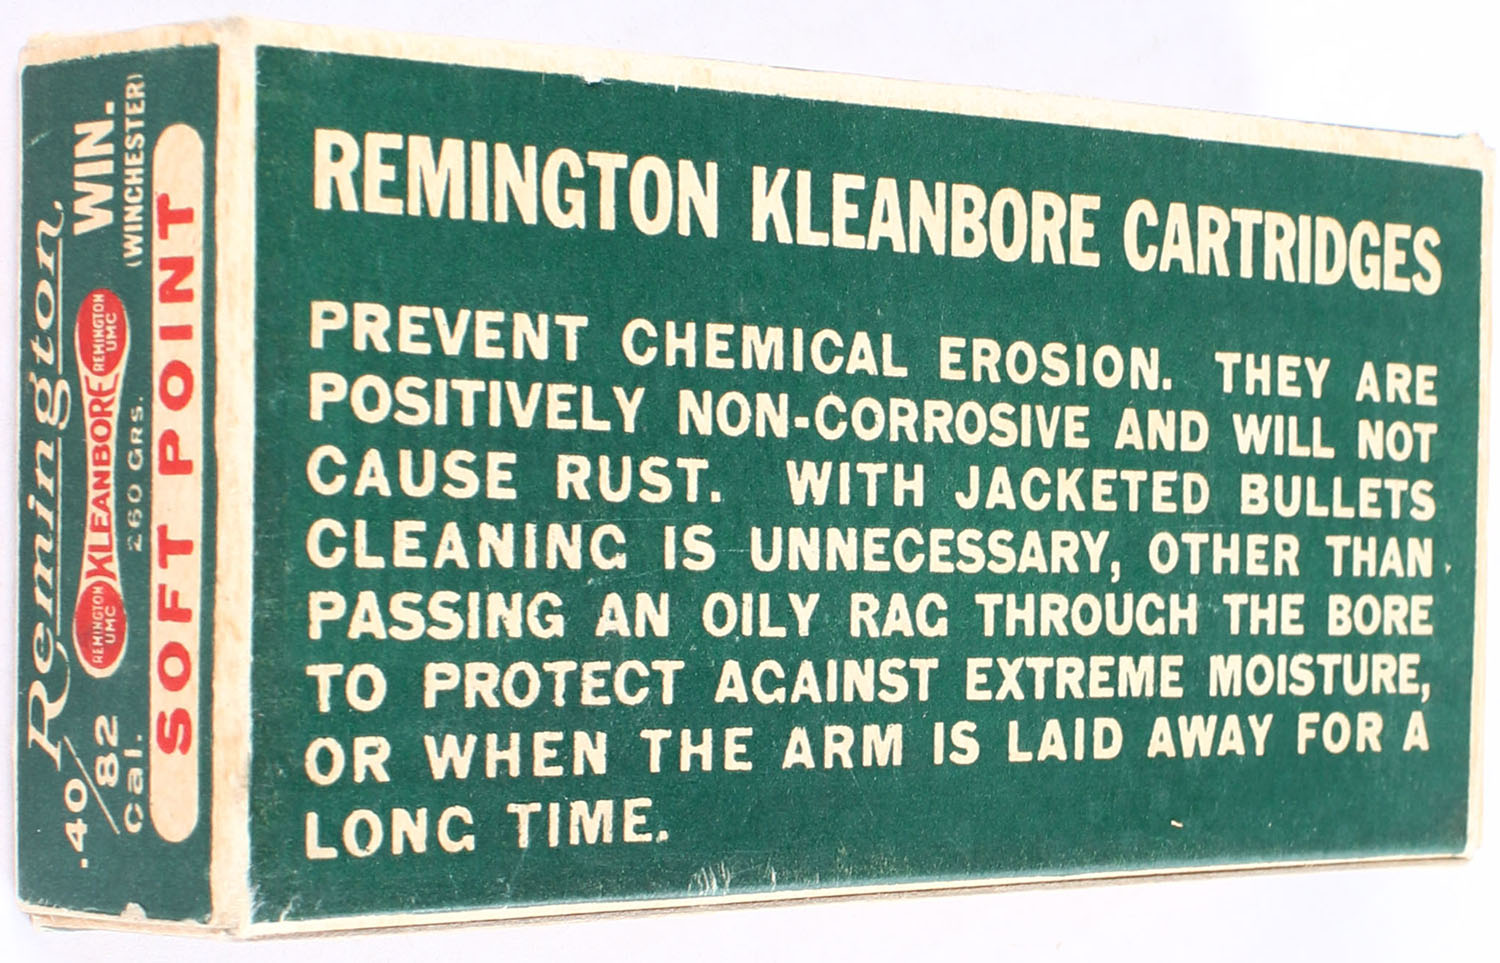 REMINGTON KLEANBORE CARTRIDGES
PREVENT CHEMICAL EROSION. THEY ARE
POSITIVELY NON-CORROSIVE AND WILL NOT
CAUSE RUST. WITH JACKETED BULLETS
CLEANING IS UNNECESSARY, OTHER THAN
PASSING AN OILY RAG THROUGH THE BORE
TO PROTECT AGAINST EXTREME MOISTURE,
OR WHEN THE ARM IS LAID AWAY FOR A
LONG TIME.
Remington,
.40/82 REMINGTON UMC KLEANBORE REMINGTON UMC WIN.
Cal. 260 Grs. (WINCHESTER)
SOFT POINT